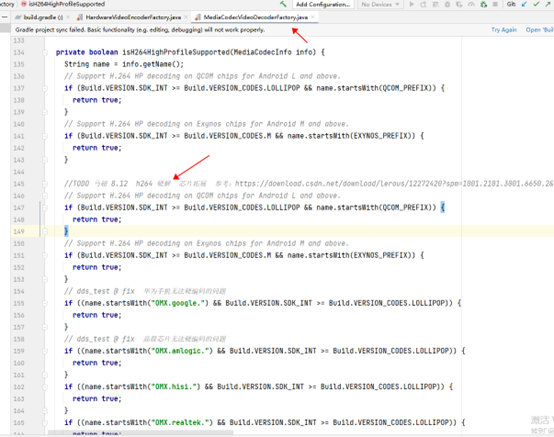 actory
isH264HighProfileSupported
Add Configuration...
No Devices
Git:
build.gradle
HardwareVideoEncoderFactory.java
MediaCodecVideoDecoderFactory.java
Gradle project sync failed. Basic functionality (e.g. editing, debugging) will not work properly.
Try Again
Open 'B
133
134 private boolean isH264HighProfileSupported(MediaCodecInfo info) {
135 String name = info.getName();
136 // Support H.264 HP decoding on QCOM chips for Android L and above.
137 if (Build.VERSION.SDK_INT >= Build.VERSION_CODES.LOLLIPOP && name.startsWith(QCOM_PREFIX)) {
138 return true;
139 }
140 // Support H.264 HP decoding on Exynos chips for Android M and above.
141 if (Build.VERSION.SDK_INT >= Build.VERSION_CODES.M && name.startsWith(EXYNOS_PREFIX)) {
142 return true;
143 }
144
145 //TODO 8.12 h264 硬解 芯片 参考: https://download.csdn.net/download/lerous/12272420?spm=1001.2101.3001.6650.2&
146 // Support H.264 HP decoding on QCOM chips for Android L and above.
147 if (Build.VERSION.SDK_INT >= Build.VERSION_CODES.LOLLIPOP && name.startsWith(QCOM_PREFIX)) {
148 return true;
149 }
150 // Support H.264 HP decoding on Exynos chips for Android M and above.
151 if (Build.VERSION.SDK_INT >= Build.VERSION_CODES.M && name.startsWith(EXYNOS_PREFIX)) {
152 return true;
153 }
154 // dds_test @ fix 华为手机无法硬编码的问题
155 if ((name.startsWith("OMX.google.") && Build.VERSION.SDK_INT >= Build.VERSION_CODES.LOLLIPOP)) {
156 return true;
157 }
158 // dds_test @ fix 晶晨芯片无法硬编码的问题
159 if ((name.startsWith("OMX.amlogic.") && Build.VERSION.SDK_INT >= Build.VERSION_CODES.LOLLIPOP)) {
160 return true;
161 }
162 if ((name.startsWith("OMX.hisi.") && Build.VERSION.SDK_INT >= Build.VERSION_CODES.LOLLIPOP)) {
163 return true;
164 }
165 if ((name.startsWith("OMX.realtek.") && Build.VERSION.SDK_INT >= Build.VERSION_CODES.LOLLIPOP)) {
166 return true;
激活